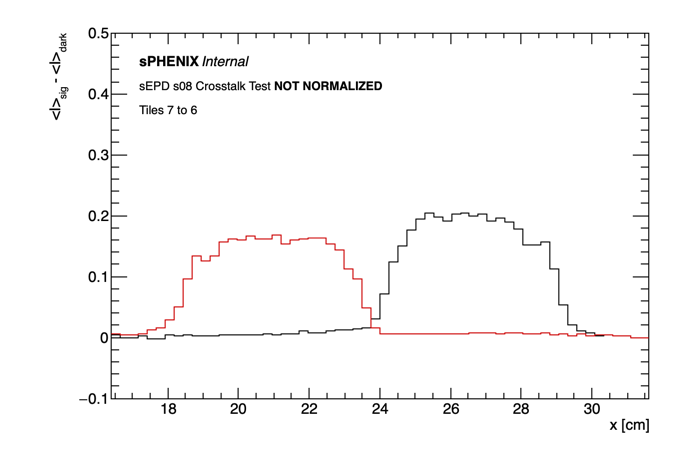 0.5
<I>sig - <I>dark
sPHENIX Internal
sEPD s08 Crosstalk Test NOT NORMALIZED
Tiles 7 to 6
0.4
0.3
0.2
0.1
0
−0.1
18 20 22 24 26 28 30
x [cm]